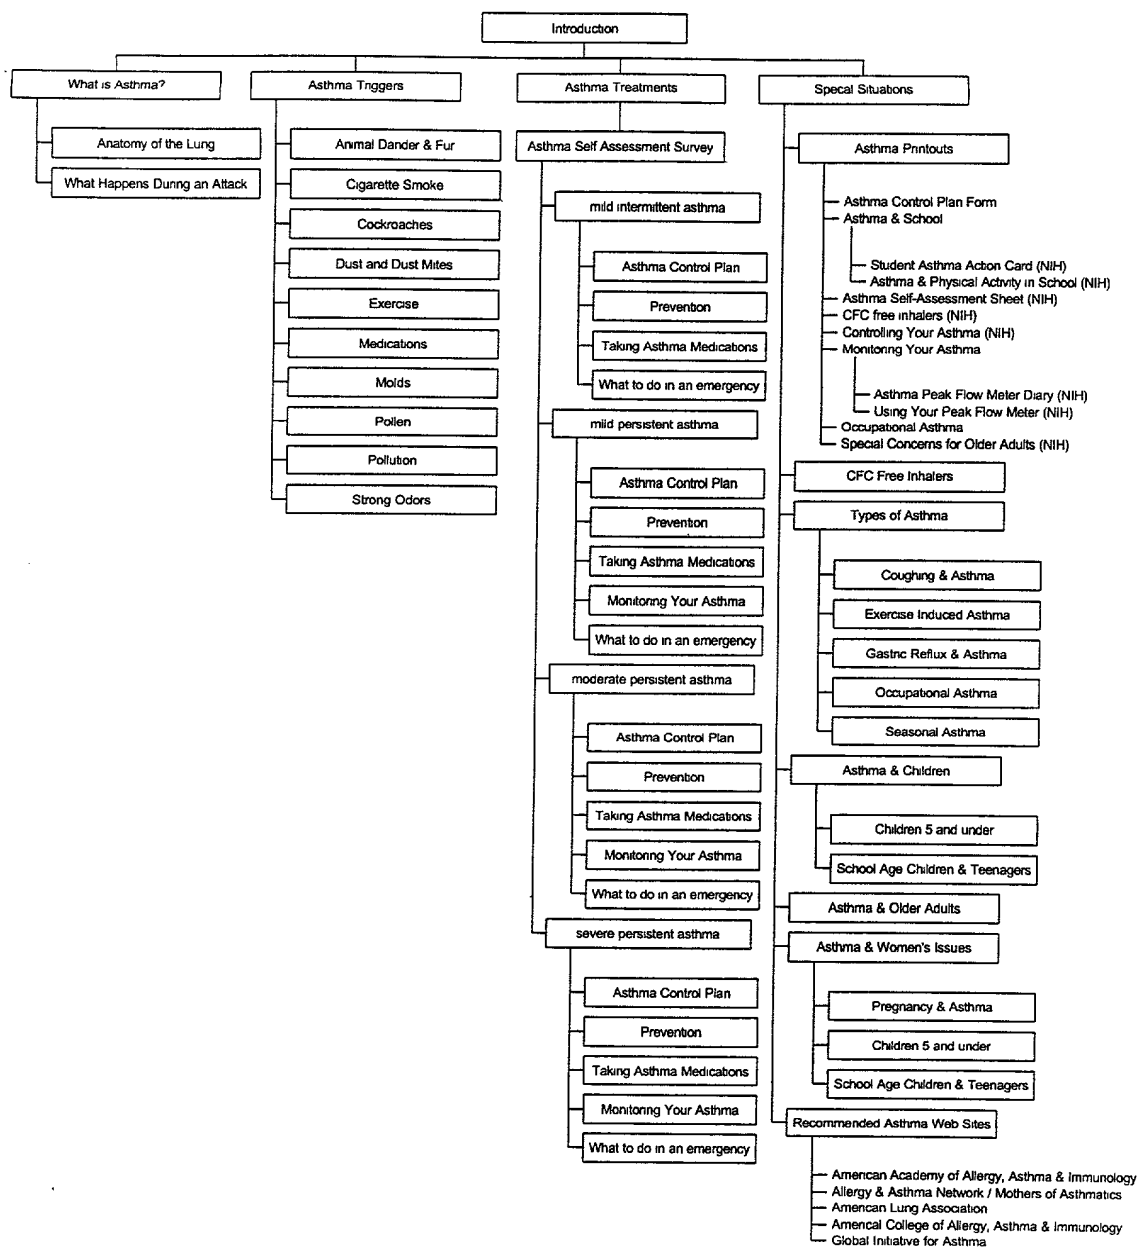 Introduction
What is Asthma?
Anatomy of the Lung
What Happens During an Attack
Asthma Triggers
Animal Dander & Fur
Cigarette Smoke
Cockroaches
Dust and Dust Mites
Exercise
Medications
Molds
Pollen
Pollution
Strong Odors
Asthma Treatments
Asthma Self Assessment Survey
mild intermittent asthma
Asthma Control Plan
Prevention
Taking Asthma Medications
What to do in an emergency
mild persistent asthma
Asthma Control Plan
Prevention
Taking Asthma Medications
Monitoring Your Asthma
What to do in an emergency
moderate persistent asthma
Asthma Control Plan
Prevention
Taking Asthma Medications
Monitoring Your Asthma
What to do in an emergency
severe persistent asthma
Asthma Control Plan
Prevention
Taking Asthma Medications
Monitoring Your Asthma
What to do in an emergency
Special Situations
Asthma Printouts
Asthma Control Plan Form
Asthma & School
Student Asthma Action Card (NIH)
Asthma & Physical Activity in School (NIH)
Asthma Self-Assessment Sheet (NIH)
CFC free inhalers (NIH)
Controlling Your Asthma (NIH)
Monitoring Your Asthma
Asthma Peak Flow Meter Diary (NIH)
Using Your Peak Flow Meter (NIH)
Occupational Asthma
Special Concerns for Older Adults (NIH)
CFC Free Inhalers
Types of Asthma
Coughing & Asthma
Exercise Induced Asthma
Gastric Reflux & Asthma
Occupational Asthma
Seasonal Asthma
Asthma & Children
Children 5 and under
School Age Children & Teenagers
Asthma & Older Adults
Asthma & Women's Issues
Pregnancy & Asthma
Children 5 and under
School Age Children & Teenagers
Recommended Asthma Web Sites
American Academy of Allergy, Asthma & Immunology
Allergy & Asthma Network / Mothers of Asthmatics
American Lung Association
Americal College of Allergy, Asthma & Immunology
Global Initiative for Asthma